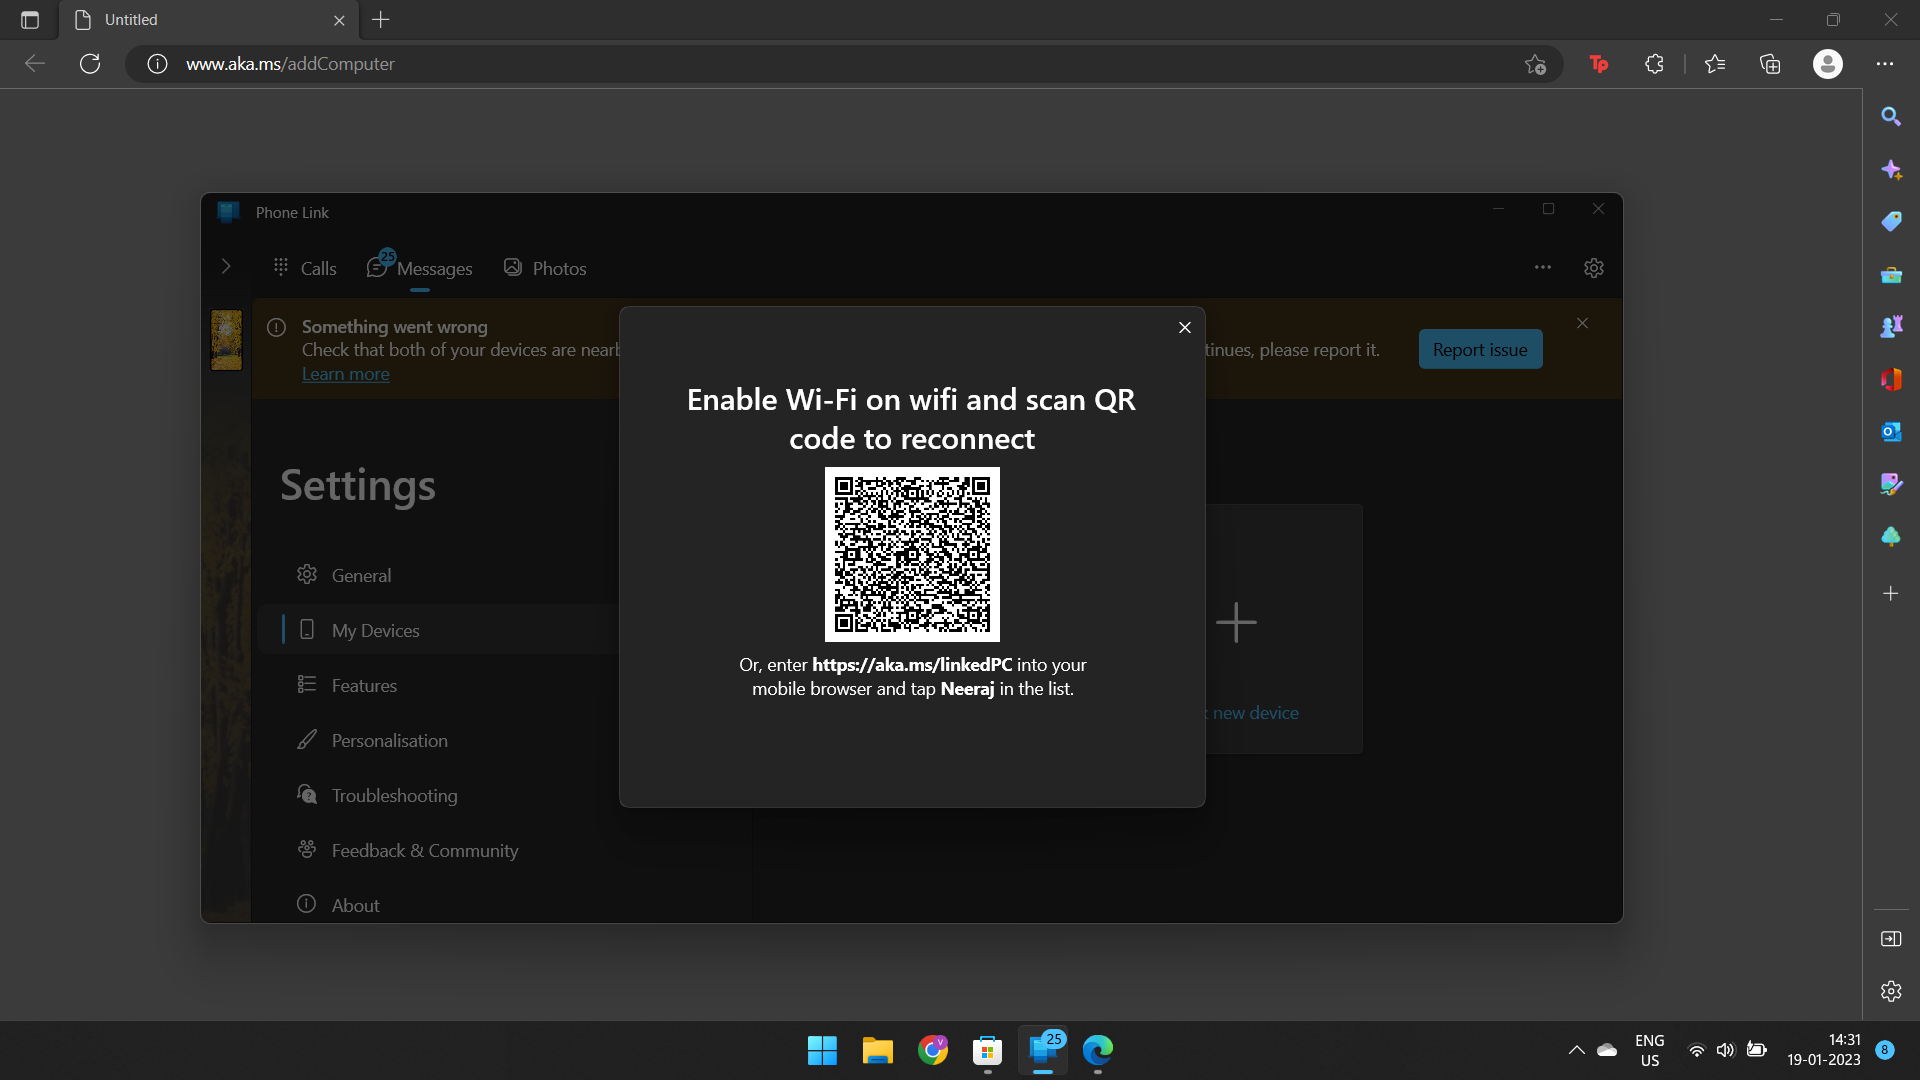 Untitled
www.aka.ms/addComputer
Tp
Phone Link
Calls
25
Messages
Photos
Something went wrong
Check that both of your devices are nearb
tinues, please report it.
Report issue
Learn more
Enable Wi-Fi on wifi and scan QR
code to reconnect
Settings
General
My Devices
Features
Personalisation
Troubleshooting
Feedback & Community
About
Or, enter https://aka.ms/linkedPC into your
mobile browser and tap Neeraj in the list.
new device
25
V
ENG
US
14:31
19-01-2023
8